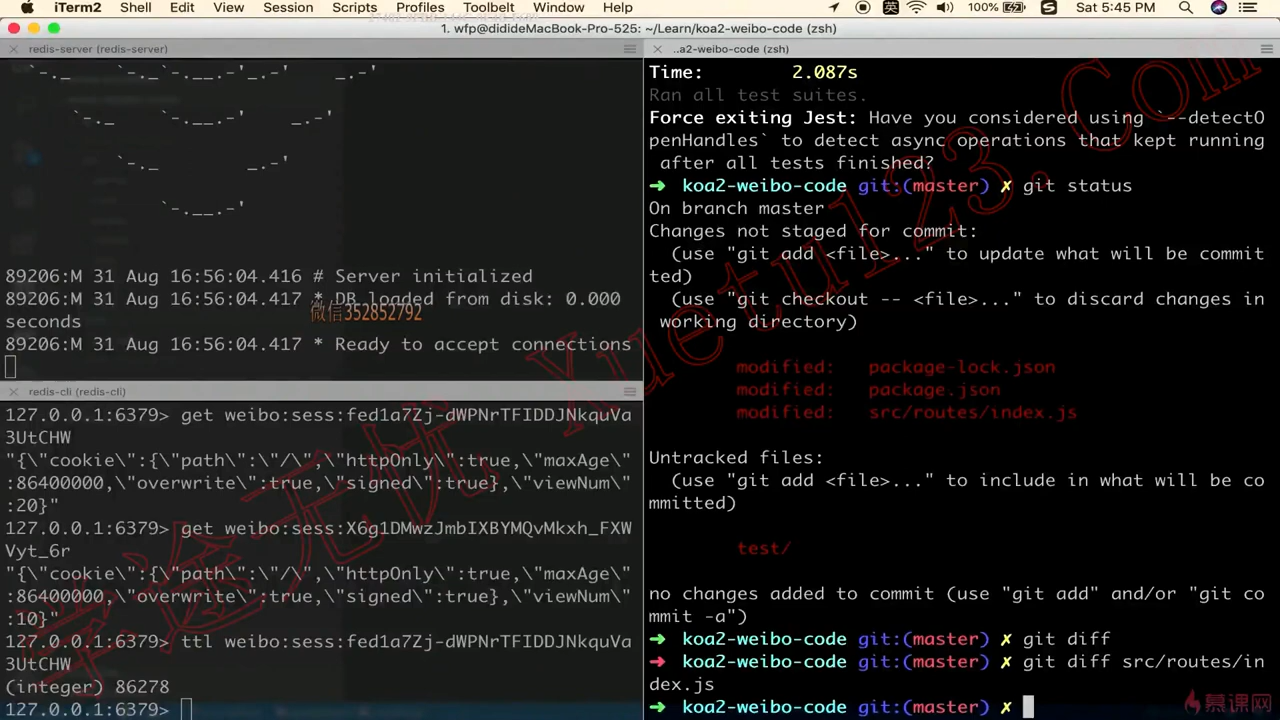 iTerm2 Shell Edit View Session Scripts Profiles Toolbelt Window Help 英 100% Sat 5:45 PM
1. wfp@didideMacBook-Pro-525: ~/Learn/koa2-weibo-code (zsh)
redis-server (redis-server)
89206:M 31 Aug 16:56:04.416 # Server initialized
89206:M 31 Aug 16:56:04.417 * DB loaded from disk: 0.000
seconds
89206:M 31 Aug 16:56:04.417 * Ready to accept connections
微信352852792
redis-cli (redis-cli)
127.0.0.1:6379> get weibo:sess:fed1a7Zj-dWPNrTFIDDJNkquVa
3UtCHW
"{\"cookie\":{\"path\":\"/\",\"httpOnly\":true,\"maxAge\"
:86400000,\"overwrite\":true,\"signed\":true},\"viewNum\"
:20}"
127.0.0.1:6379> get weibo:sess:X6g1DMwzJmbIXBYMQvMkxh_FXW
Vyt_6r
"{\"cookie\":{\"path\":\"/\",\"httpOnly\":true,\"maxAge\"
:86400000,\"overwrite\":true,\"signed\":true},\"viewNum\"
:10}"
127.0.0.1:6379> ttl weibo:sess:fed1a7Zj-dWPNrTFIDDJNkquVa
3UtCHW
(integer) 86278
127.0.0.1:6379>
..a2-weibo-code (zsh)
Time: 2.087s
Ran all test suites.
Force exiting Jest: Have you considered using `--detectO
penHandles` to detect async operations that kept running
after all tests finished?
➜ koa2-weibo-code git:(master) ✗ git status
On branch master
Changes not staged for commit:
(use "git add <file>..." to update what will be commit
ted)
(use "git checkout -- <file>..." to discard changes in
working directory)
modified: package-lock.json
modified: package.json
modified: src/routes/index.js
Untracked files:
(use "git add <file>..." to include in what will be co
mmitted)
test/
no changes added to commit (use "git add" and/or "git co
mmit -a")
➜ koa2-weibo-code git:(master) ✗ git diff
➜ koa2-weibo-code git:(master) ✗ git diff src/routes/in
dex.js
➜ koa2-weibo-code git:(master) ✗
学途无忧 Xuetu123.Com
慕课网